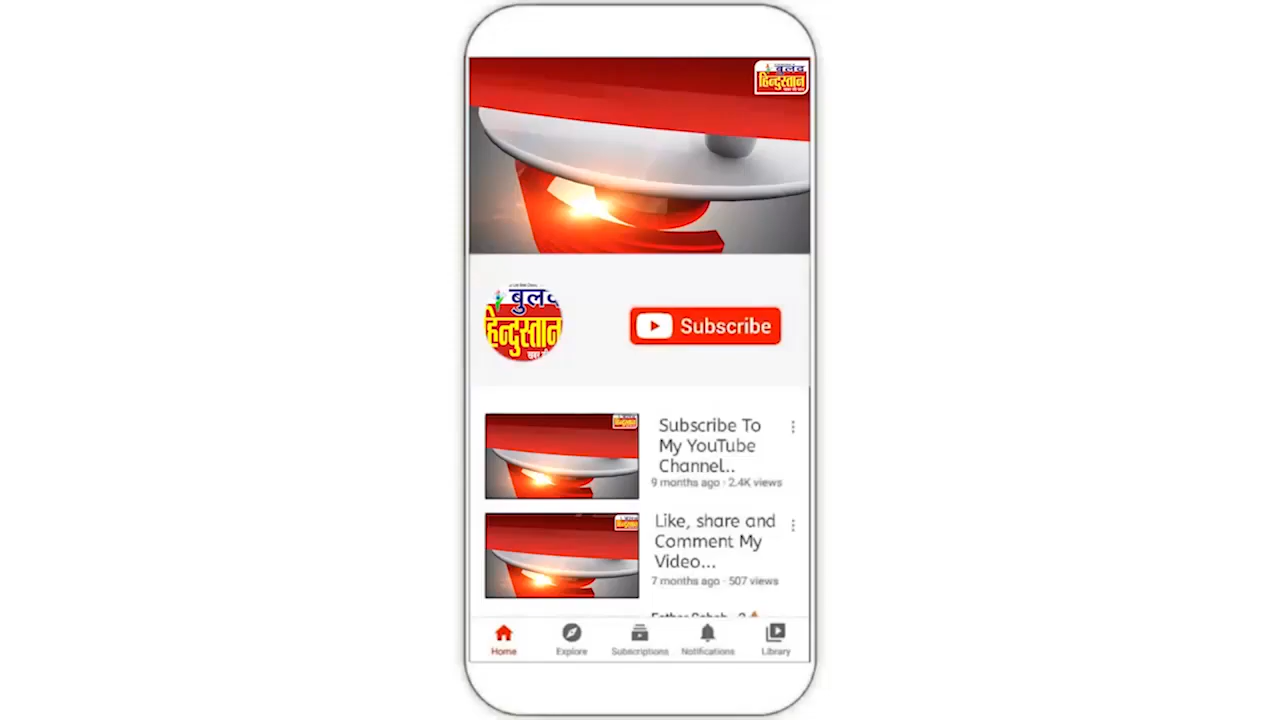 बुलंद
हिन्दुस्तान
बुलंद
हिन्दुस्तान
Subscribe
हिन्दुस्तान
Subscribe To
My YouTube
Channel..
9 months ago · 2.4K views
हिन्दुस्तान
Like, share and
Comment My
Video...
7 months ago · 507 views
Home
Explore
Subscriptions
Notifications
Library